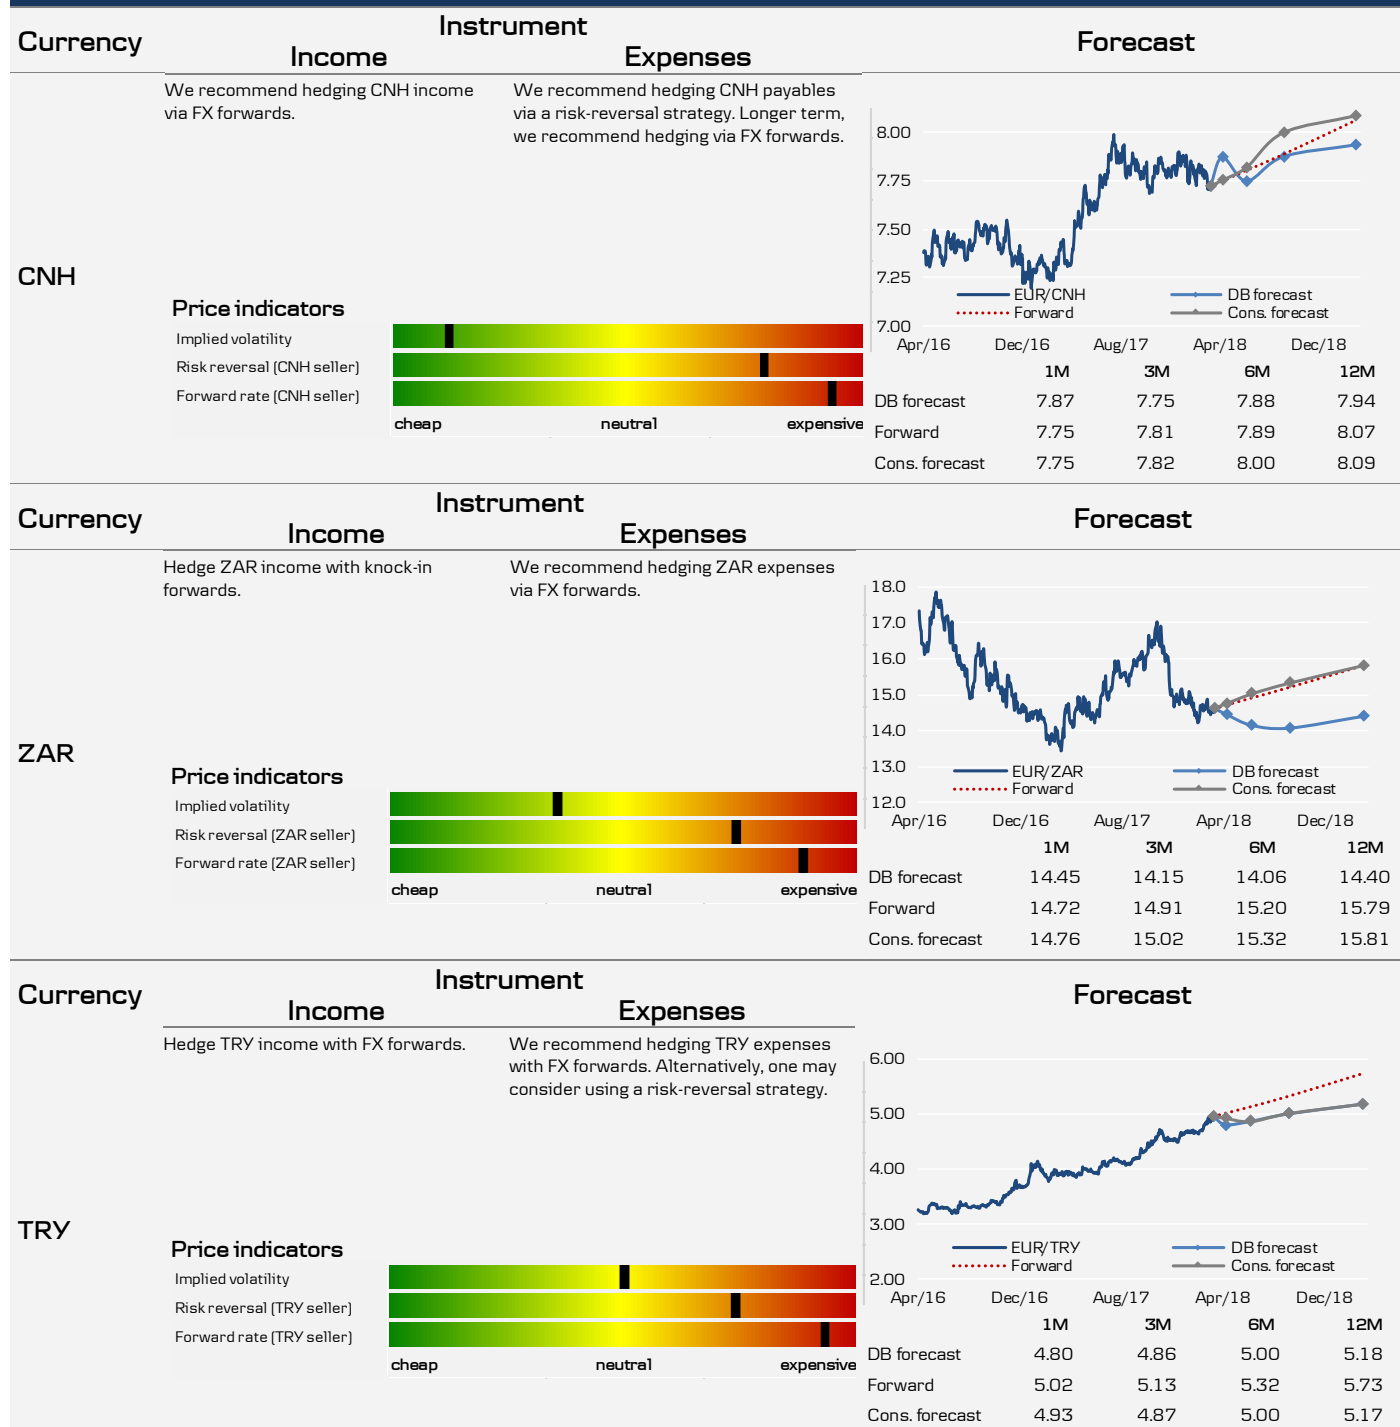 Currency
Instrument
Income
Expenses
Forecast
We recommend hedging CNH income
via FX forwards.
We recommend hedging CNH payables
via a risk-reversal strategy. Longer term,
we recommend hedging via FX forwards.
CNH
Price indicators
Implied volatility
Risk reversal (CNH seller)
Forward rate (CNH seller)
cheap
neutral
expensive
8.00
7.75
7.50
7.25
7.00
EUR/CNH
DB forecast
Forward
Cons. forecast
Apr/16 Dec/16 Aug/17 Apr/18 Dec/18
1M 3M 6M 12M
DB forecast 7.87 7.75 7.88 7.94
Forward 7.75 7.81 7.89 8.07
Cons. forecast 7.75 7.82 8.00 8.09
Currency
Instrument
Income
Expenses
Forecast
Hedge ZAR income with knock-in
forwards.
We recommend hedging ZAR expenses
via FX forwards.
ZAR
Price indicators
Implied volatility
Risk reversal (ZAR seller)
Forward rate (ZAR seller)
cheap
neutral
expensive
18.0
17.0
16.0
15.0
14.0
13.0
12.0
EUR/ZAR
DB forecast
Forward
Cons. forecast
Apr/16 Dec/16 Aug/17 Apr/18 Dec/18
1M 3M 6M 12M
DB forecast 14.45 14.15 14.06 14.40
Forward 14.72 14.91 15.20 15.79
Cons. forecast 14.76 15.02 15.32 15.81
Currency
Instrument
Income
Expenses
Forecast
Hedge TRY income with FX forwards.
We recommend hedging TRY expenses
with FX forwards. Alternatively, one may
consider using a risk-reversal strategy.
TRY
Price indicators
Implied volatility
Risk reversal (TRY seller)
Forward rate (TRY seller)
cheap
neutral
expensive
6.00
5.00
4.00
3.00
2.00
EUR/TRY
DB forecast
Forward
Cons. forecast
Apr/16 Dec/16 Aug/17 Apr/18 Dec/18
1M 3M 6M 12M
DB forecast 4.80 4.86 5.00 5.18
Forward 5.02 5.13 5.32 5.73
Cons. forecast 4.93 4.87 5.00 5.17